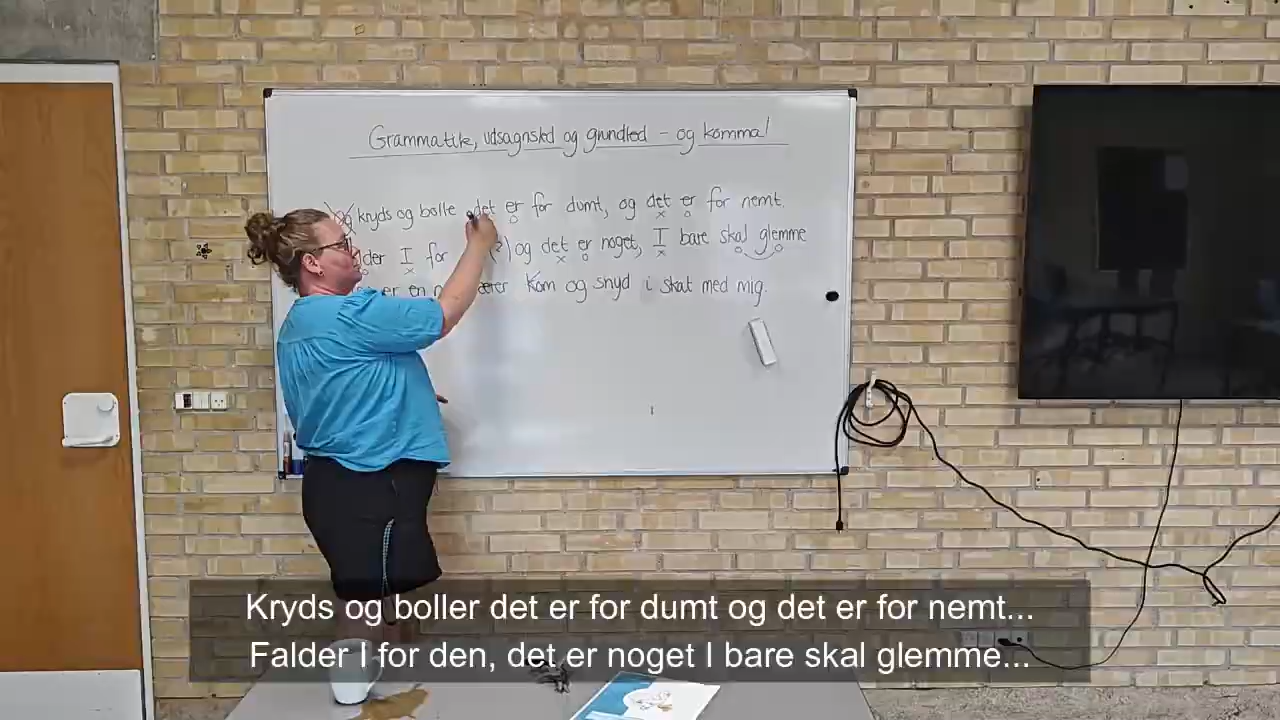 Grammatik, udsagnsled og grundled - og komma!
og kryds og bolle det er for dumt, og det er for nemt.
der I for (?) og det er noget, I bare skal glemme
er en Kom og snyd i skat med mig.
Kryds og boller det er for dumt og det er for nemt...
Falder I for den, det er noget I bare skal glemme...